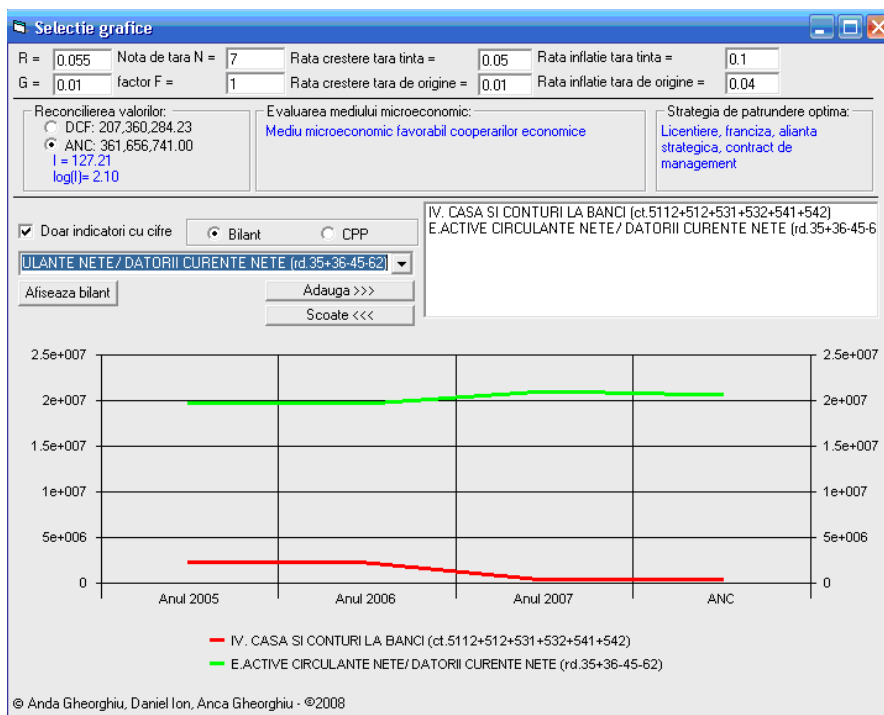 Selectie grafice
R = 0.055 Nota de tara N = 7 Rata crestere tara tinta = 0.05 Rata inflatie tara tinta = 0.1
G = 0.01 factor F = 1 Rata crestere tara de origine = 0.01 Rata inflatie tara de origine = 0.04
Reconcilierea valorilor:
DCF: 207,360,284.23
ANC: 361,656,741.00
I = 127.21
log(I)= 2.10
Evaluarea mediului microeconomic:
Mediu microeconomic favorabil cooperarilor economice
Strategia de patrundere optima:
Licentiere, franciza, alianta
strategica, contract de
management
Doar indicatori cu cifre Bilant CPP
ULANTE NETE/ DATORII CURENTE NETE (rd.35+36-45-62)
Afiseaza bilant Adauga >>>
Scoate <<<
IV. CASA SI CONTURI LA BANCI (ct.5112+512+531+532+541+542)
E.ACTIVE CIRCULANTE NETE/ DATORII CURENTE NETE (rd.35+36-45-6
2.5e+007 2.5e+007
2e+007 2e+007
1.5e+007 1.5e+007
1e+007 1e+007
5e+006 5e+006
0 0
Anul 2005 Anul 2006 Anul 2007 ANC
IV. CASA SI CONTURI LA BANCI (ct.5112+512+531+532+541+542)
E.ACTIVE CIRCULANTE NETE/ DATORII CURENTE NETE (rd.35+36-45-62)
© Anda Gheorghiu, Daniel Ion, Anca Gheorghiu - ©2008